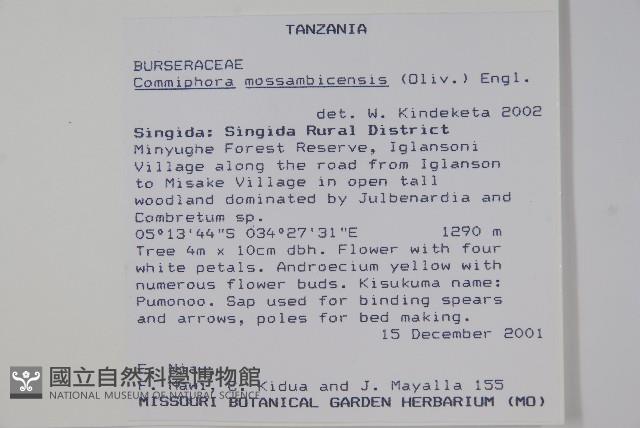 TANZANIA
BURSERACEAE
Commiphora mossambicensis (Oliv.) Engl.
det. W. Kindeketa 2002
Singida: Singida Rural District
Minyughe Forest Reserve, Iglansoni
Village along the road from Iglanson
to Misake Village in open tall
woodland dominated by Julbenardia and
Combretum sp.
05°13'44"S 034°27'31"E 1290 m
Tree 4m x 10cm dbh. Flower with four
white petals. Androecium yellow with
numerous flower buds. Kisukuma name:
Pumonoo. Sap used for binding spears
and arrows, poles for bed making.
15 December 2001
國立自然科學博物館
Kidua and J. Mayalla 155
NATIONAL MUSEUM OF NATURAL SCIENCE
MISSOURI BOTANICAL GARDEN HERBARIUM (MO)